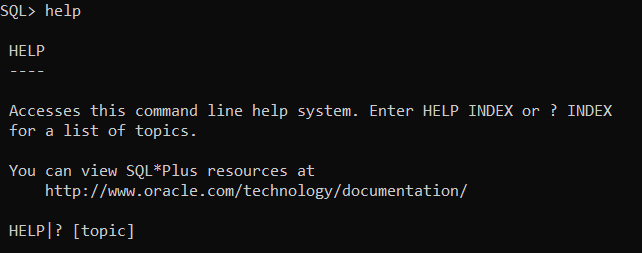 SQL> help
HELP
----
Accesses this command line help system. Enter HELP INDEX or ? INDEX
for a list of topics.
You can view SQL*Plus resources at
http://www.oracle.com/technology/documentation/
HELP|? [topic]